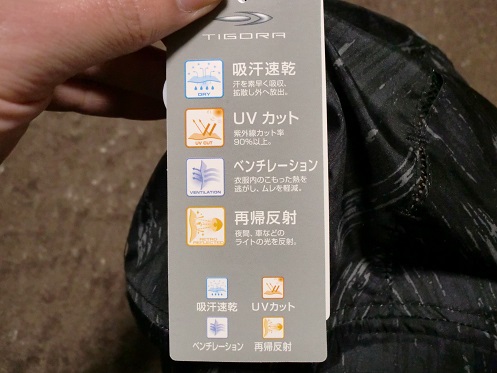 TIGORA
DRY
吸汗速乾
汗を素早く吸収、
拡散し外へ放出。
UV CUT
UVカット
紫外線カット率
90%以上。
VENTILATION
ベンチレーション
衣服内のこもった熱を
逃がし、ムレを軽減。
再帰反射
夜間、車などの
ライトの光を反射。
吸汗速乾 UVカット
ベンチレーション 再帰反射